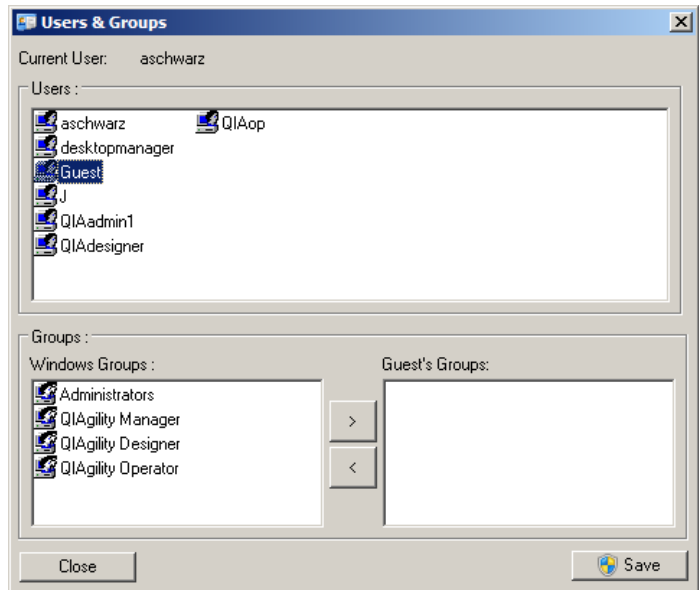 Users & Groups
Current User: aschwarz
Users :
aschwarz QIAop
desktopmanager
Guest
J
QIAadmin1
QIAdesigner
Groups :
Windows Groups : Guest's Groups:
Administrators
QIAgility Manager
>
QIAgility Designer
QIAgility Operator
<
Close Save